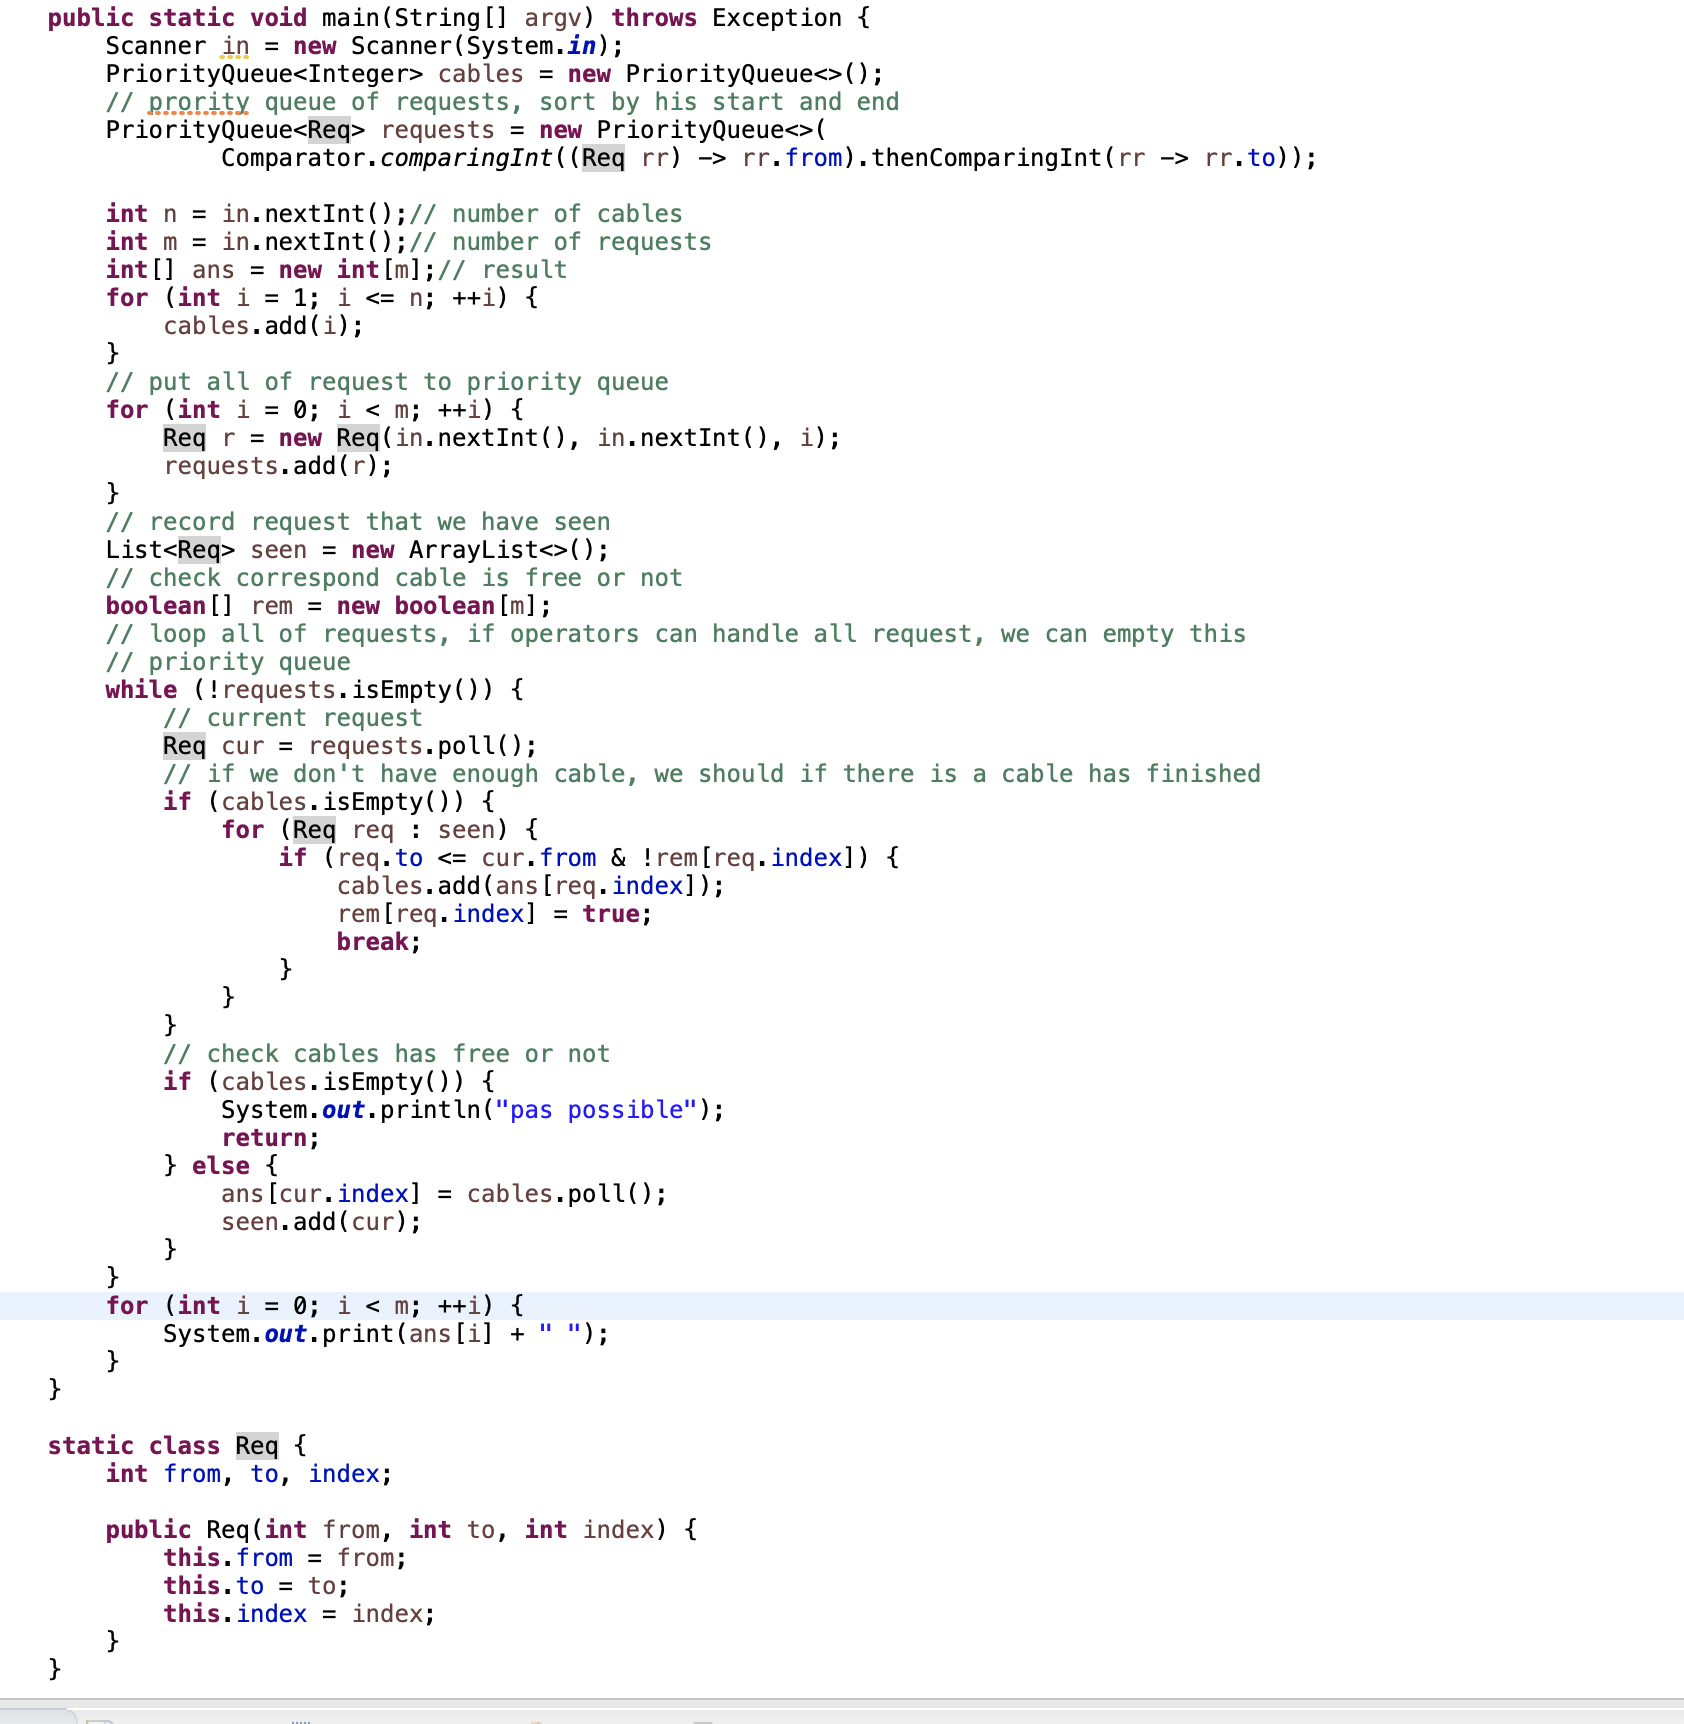 public static void main(String[] argv) throws Exception {
    Scanner in = new Scanner(System.in);
    PriorityQueue<Integer> cables = new PriorityQueue<>();
    // prority queue of requests, sort by his start and end
    PriorityQueue<Req> requests = new PriorityQueue<>(
            Comparator.comparingInt((Req rr) -> rr.from).thenComparingInt(rr -> rr.to));

    int n = in.nextInt();// number of cables
    int m = in.nextInt();// number of requests
    int[] ans = new int[m];// result
    for (int i = 1; i <= n; ++i) {
        cables.add(i);
    }
    // put all of request to priority queue
    for (int i = 0; i < m; ++i) {
        Req r = new Req(in.nextInt(), in.nextInt(), i);
        requests.add(r);
    }
    // record request that we have seen
    List<Req> seen = new ArrayList<>();
    // check correspond cable is free or not
    boolean[] rem = new boolean[m];
    // loop all of requests, if operators can handle all request, we can empty this
    // priority queue
    while (!requests.isEmpty()) {
        // current request
        Req cur = requests.poll();
        // if we don't have enough cable, we should if there is a cable has finished
        if (cables.isEmpty()) {
            for (Req req : seen) {
                if (req.to <= cur.from & !rem[req.index]) {
                    cables.add(ans[req.index]);
                    rem[req.index] = true;
                    break;
                }
            }
        }
        // check cables has free or not
        if (cables.isEmpty()) {
            System.out.println("pas possible");
            return;
        } else {
            ans[cur.index] = cables.poll();
            seen.add(cur);
        }
    }
    for (int i = 0; i < m; ++i) {
        System.out.print(ans[i] + " ");
    }
}

static class Req {
    int from, to, index;

    public Req(int from, int to, int index) {
        this.from = from;
        this.to = to;
        this.index = index;
    }
}